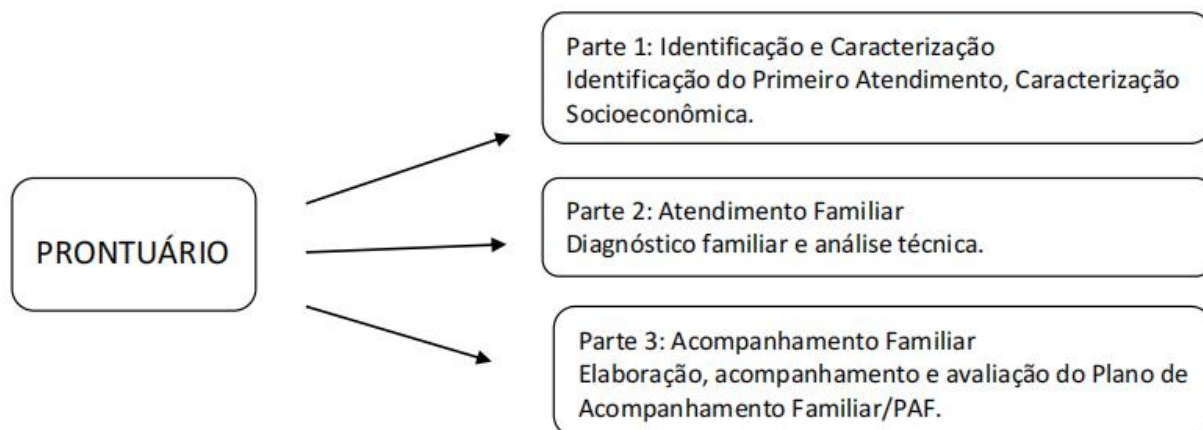 PRONTUÁRIO
Parte 1: Identificação e Caracterização
Identificação do Primeiro Atendimento, Caracterização
Socioeconômica.
Parte 2: Atendimento Familiar
Diagnóstico familiar e análise técnica.
Parte 3: Acompanhamento Familiar
Elaboração, acompanhamento e avaliação do Plano de
Acompanhamento Familiar/PAF.